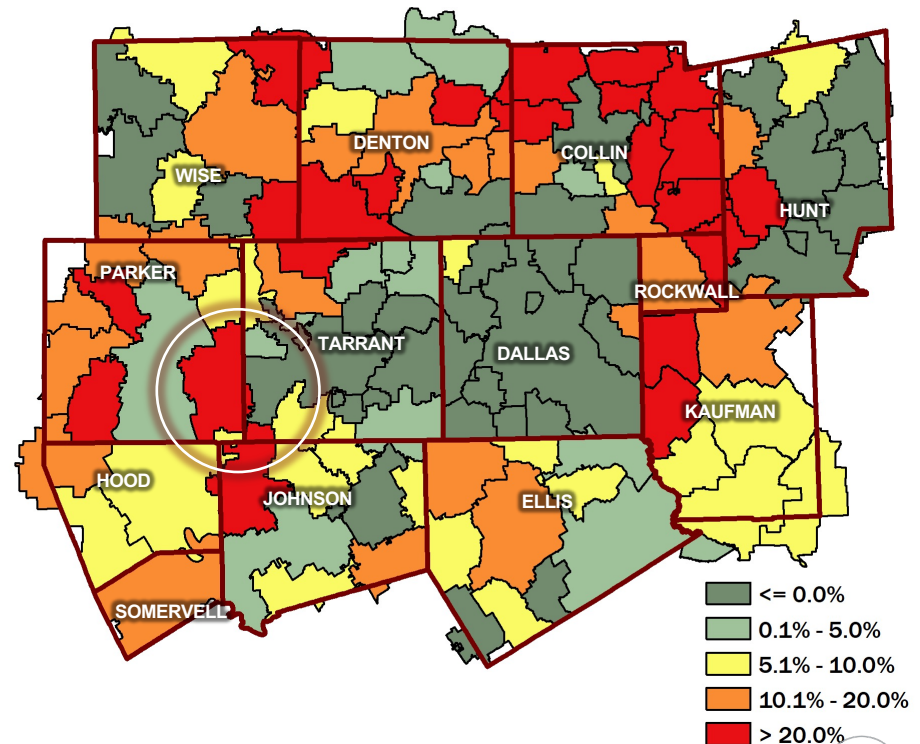 DENTON
COLLIN
WISE
HUNT
PARKER
ROCKWALL
TARRANT
DALLAS
KAUFMAN
HOOD
JOHNSON
ELLIS
SOMERVELL
<= 0.0%
0.1% - 5.0%
5.1% - 10.0%
10.1% - 20.0%
> 20.0%